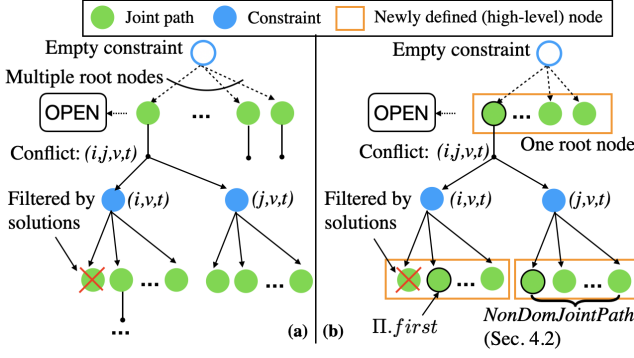 Joint path
Constraint
Newly defined (high-level) node
Empty constraint
Multiple root nodes
OPEN
...
Conflict: (i,j,v,t)
(i,v,t)
(j,v,t)
Filtered by
solutions
...
...
...
(a)
Empty constraint
OPEN
...
One root node
Conflict: (i,j,v,t)
(i,v,t)
(j,v,t)
Filtered by
solutions
...
...
Π.first
NonDomJointPath
(Sec. 4.2)
(b)